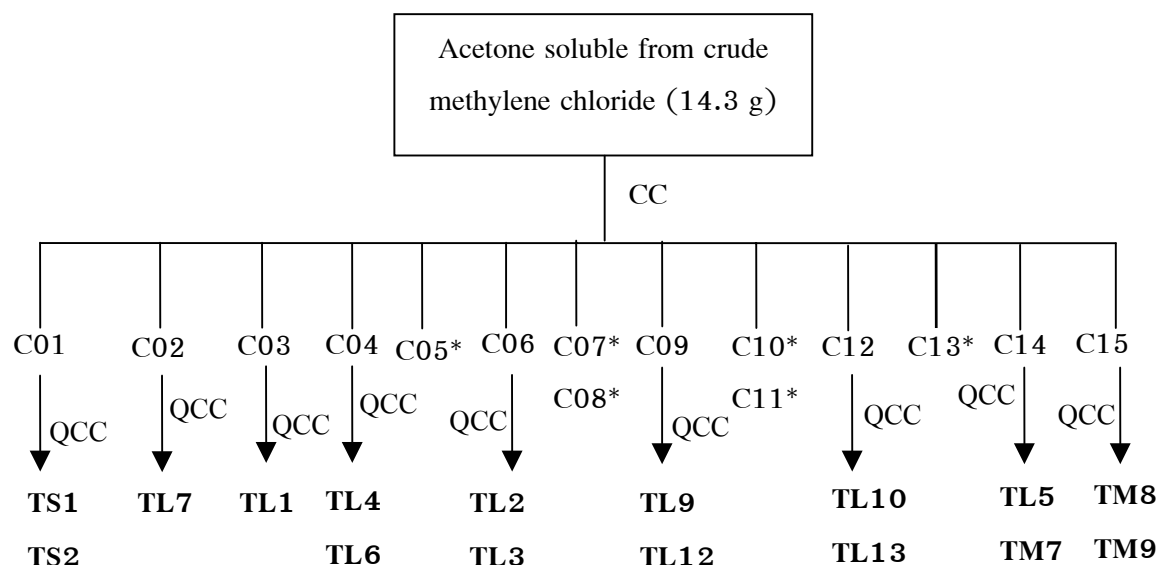 Acetone soluble from crude
methylene chloride (14.3 g)
CC
C01 C02 C03 C04 C05* C06 C07* C09 C10* C12 C13* C14 C15
C08* C11*
QCC QCC QCC QCC QCC QCC QCC QCC QCC
TS1 TL7 TL1 TL4 TL2 TL9 TL10 TL5 TM8
TS2 TL6 TL3 TL12 TL13 TM7 TM9